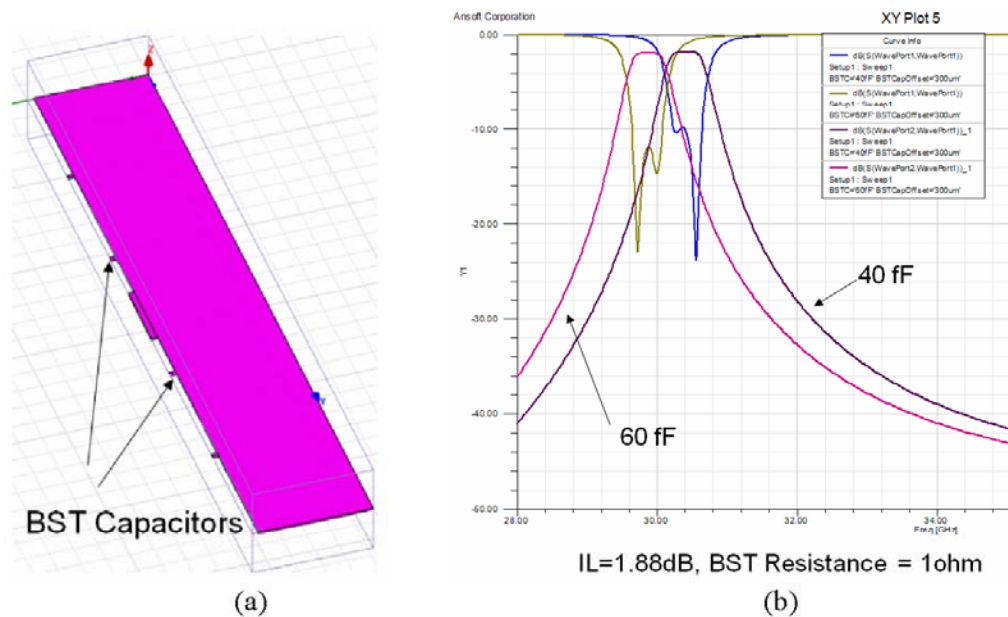 BST Capacitors
(a)
Ansoft Corporation
XY Plot 5
Curve Info
dB(S(WavePort1,WavePort1))
Setup1 : Sweep1
BSTC='40fF' BSTCapOffset='300um'
dB(S(WavePort1,WavePort1))
Setup1 : Sweep1
BSTC='60fF' BSTCapOffset='300um'
dB(S(WavePort2,WavePort1))_1
Setup1 : Sweep1
BSTC='40fF' BSTCapOffset='300um'
dB(S(WavePort2,WavePort1))_1
Setup1 : Sweep1
BSTC='60fF' BSTCapOffset='300um'
0.00
-10.00
-20.00
-30.00
-40.00
-60.00
Y1
40 fF
60 fF
28.00
30.00
32.00
34.00
Freq [GHz]
IL=1.88dB, BST Resistance = 1ohm
(b)